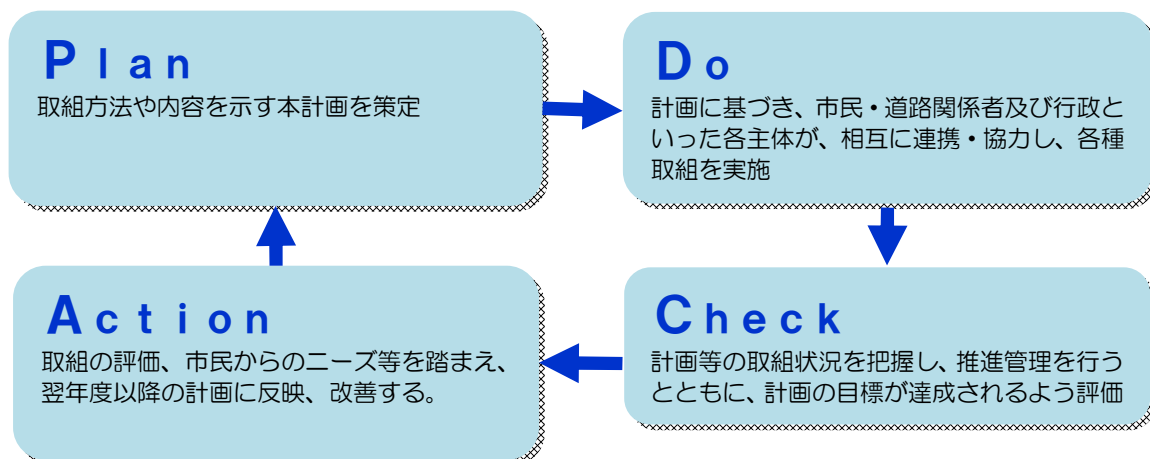 Plan
取組方法や内容を示す本計画を策定
Do
計画に基づき、市民・道路関係者及び行政と
いった各主体が、相互に連携・協力し、各種
取組を実施
Action
取組の評価、市民からのニーズ等を踏まえ、
翌年度以降の計画に反映、改善する。
Check
計画等の取組状況を把握し、推進管理を行う
とともに、計画の目標が達成されるよう評価